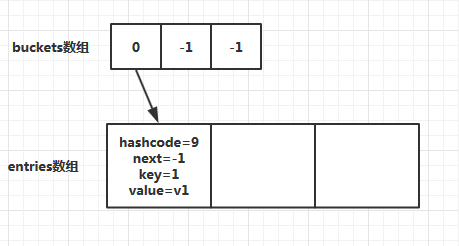 buckets数组
0
-1
-1
entries数组
hashcode=9
next=-1
key=1
value=v1